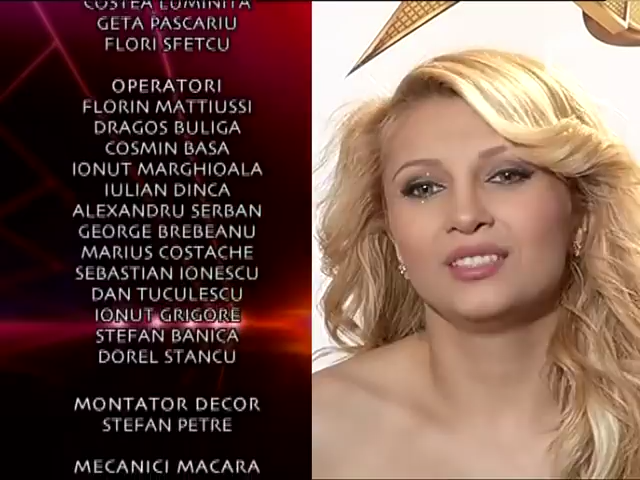 COSTEA LUMINITA
GETA PASCARIU
FLORI SFETCU
OPERATORI
FLORIN MATTIUSSI
DRAGOS BULIGA
COSMIN BASA
IONUT MARGHIOALA
IULIAN DINCA
ALEXANDRU SERBAN
GEORGE BREBEANU
MARIUS COSTACHE
SEBASTIAN IONESCU
DAN TUCULESCU
IONUT GRIGORE
STEFAN BANICA
DOREL STANCU
MONTATOR DECOR
STEFAN PETRE
MECANICI MACARA